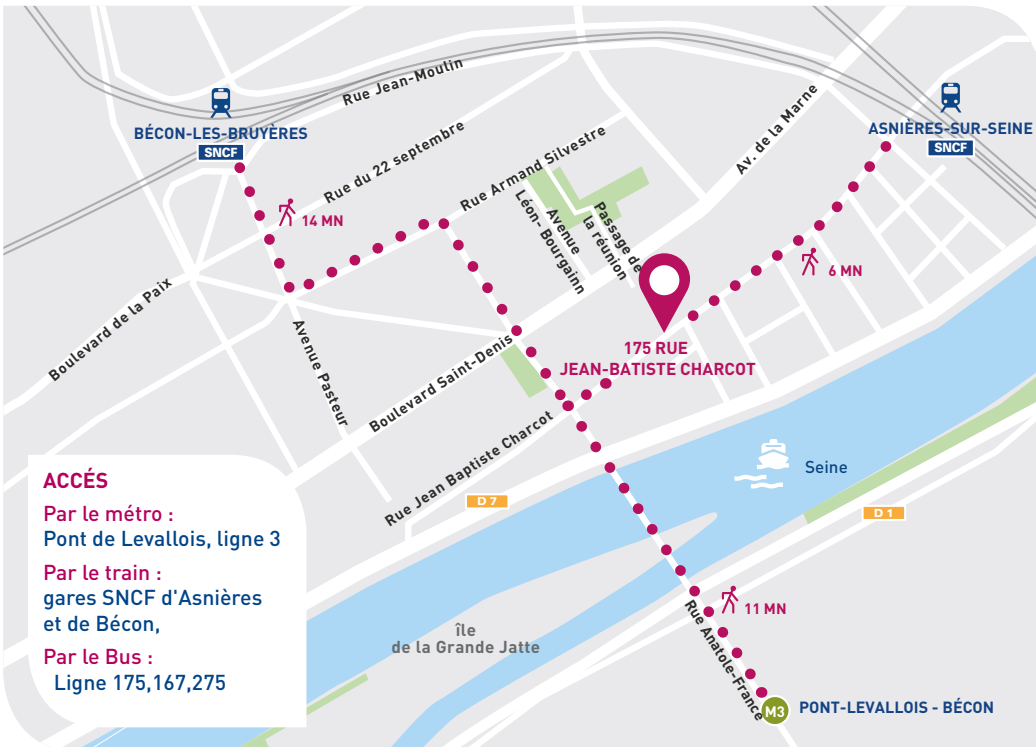 Rue Jean-Moulin
BÉCON-LES-BRUYÈRES
SNCF
ASNIÈRES-SUR-SEINE
SNCF
Rue du 22 septembre
Rue Armand Silvestre
Av. de la Marne
14 MN
Avenue
Léon- Bourgainn
Passage de
la réunion
6 MN
Boulevard de la Paix
Avenue Pasteur
Boulevard Saint-Denis
175 RUE
JEAN-BATISTE CHARCOT
Rue Jean Baptiste Charcot
Seine
D 7
D 1
ACCÉS
Par le métro :
Pont de Levallois, ligne 3
Par le train :
gares SNCF d'Asnières
et de Bécon,
Par le Bus :
Ligne 175,167,275
île
de la Grande Jatte
11 MN
Rue Anatole-France
M3
PONT-LEVALLOIS - BÉCON